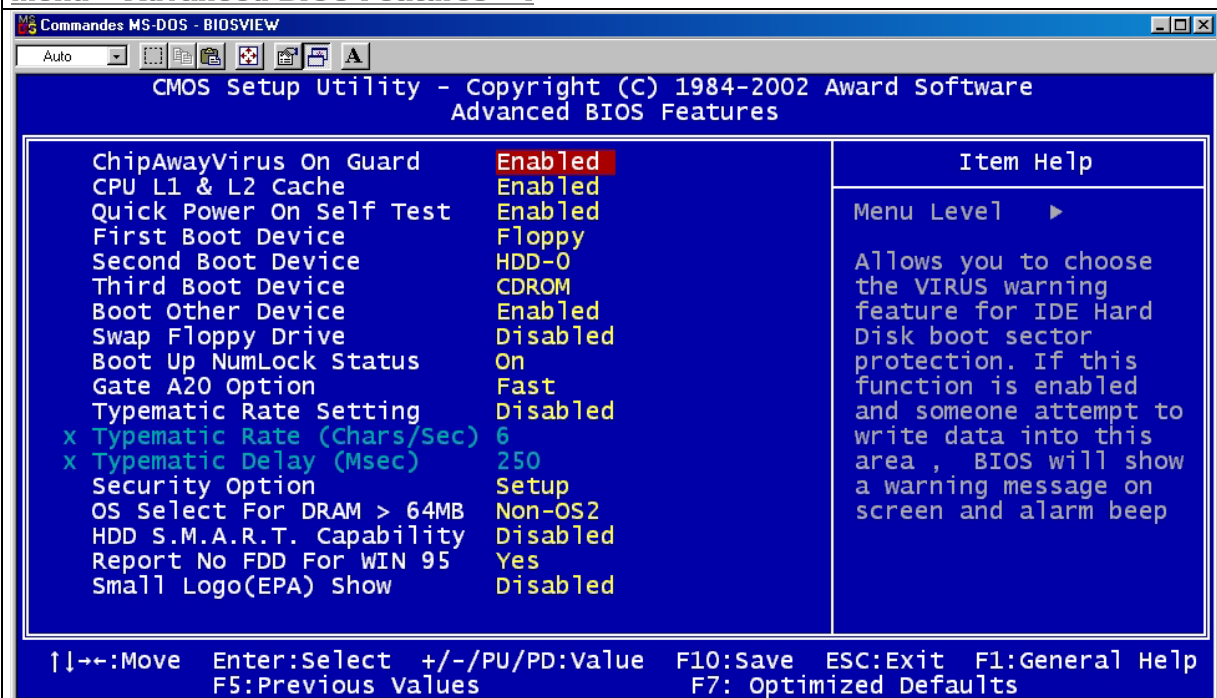 Commandes MS-DOS - BIOSVIEW
Auto
A
CMOS Setup Utility - Copyright (C) 1984-2002 Award Software
Advanced BIOS Features
ChipAwayVirus On Guard Enabled
CPU L1 & L2 Cache Enabled
Quick Power On Self Test Enabled
First Boot Device Floppy
Second Boot Device HDD-0
Third Boot Device CDROM
Boot Other Device Enabled
Swap Floppy Drive Disabled
Boot Up NumLock Status On
Gate A20 Option Fast
Typematic Rate Setting Disabled
x Typematic Rate (Chars/Sec) 6
x Typematic Delay (Msec) 250
Security Option Setup
OS Select For DRAM > 64MB Non-OS2
HDD S.M.A.R.T. Capability Disabled
Report No FDD For WIN 95 Yes
Small Logo(EPA) Show Disabled
Item Help
Menu Level ►
Allows you to choose
the VIRUS warning
feature for IDE Hard
Disk boot sector
protection. If this
function is enabled
and someone attempt to
write data into this
area , BIOS will show
a warning message on
screen and alarm beep
↑↓→←:Move Enter:Select +/-/PU/PD:Value F10:Save ESC:Exit F1:General Help
F5:Previous Values F7: Optimized Defaults